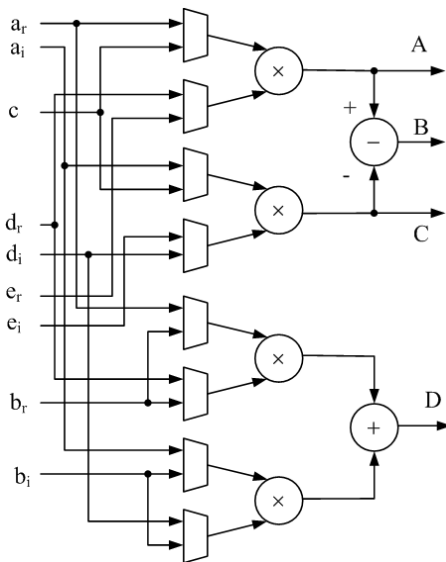 a_r
a_i
c
d_r
d_i
e_r
e_i
b_r
b_i
×
×
×
×
+
−
-
+
A
B
C
D